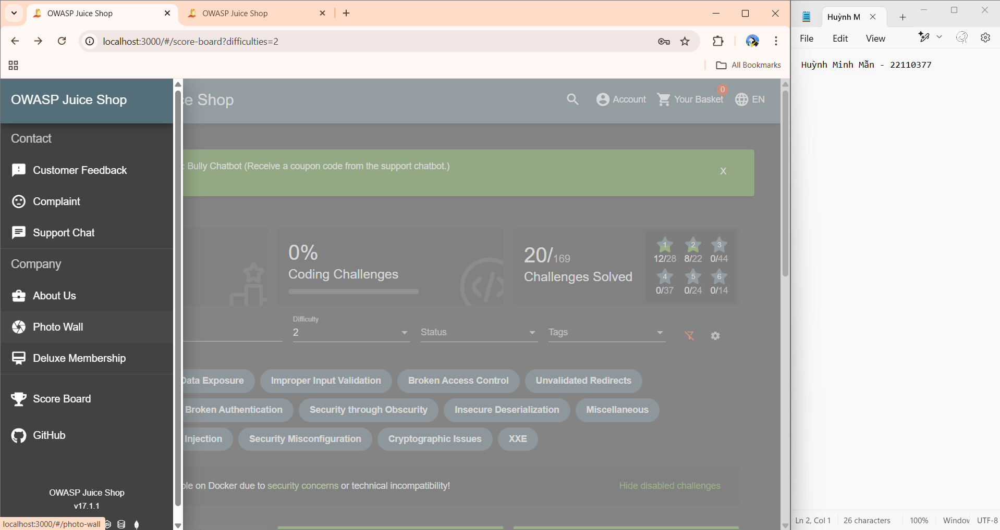 OWASP Juice Shop
OWASP Juice Shop
localhost:3000/#/score-board?difficulties=2
All Bookmarks
OWASP Juice Shop
ce Shop
Account
Your Basket
0
EN
Contact
Customer Feedback
Complaint
Support Chat
Company
About Us
Photo Wall
Deluxe Membership
Score Board
GitHub
OWASP Juice Shop
v17.1.1
localhost:3000/#/photo-wall
: Bully Chatbot (Receive a coupon code from the support chatbot.)
X
0%
Coding Challenges
20/169
Challenges Solved
1 2 3
12/28 8/22 0/44
4 5 6
0/37 0/24 0/14
Difficulty
2
Status
Tags
Data Exposure
Improper Input Validation
Broken Access Control
Unvalidated Redirects
Broken Authentication
Security through Obscurity
Insecure Deserialization
Miscellaneous
Injection
Security Misconfiguration
Cryptographic Issues
XXE
ble on Docker due to security concerns or technical incompatibility!
Hide disabled challenges
Huỳnh M
File
Edit
View
Huỳnh Minh Mẫn - 22110377
Ln 2, Col 1
26 characters
100%
Window
UTF-8